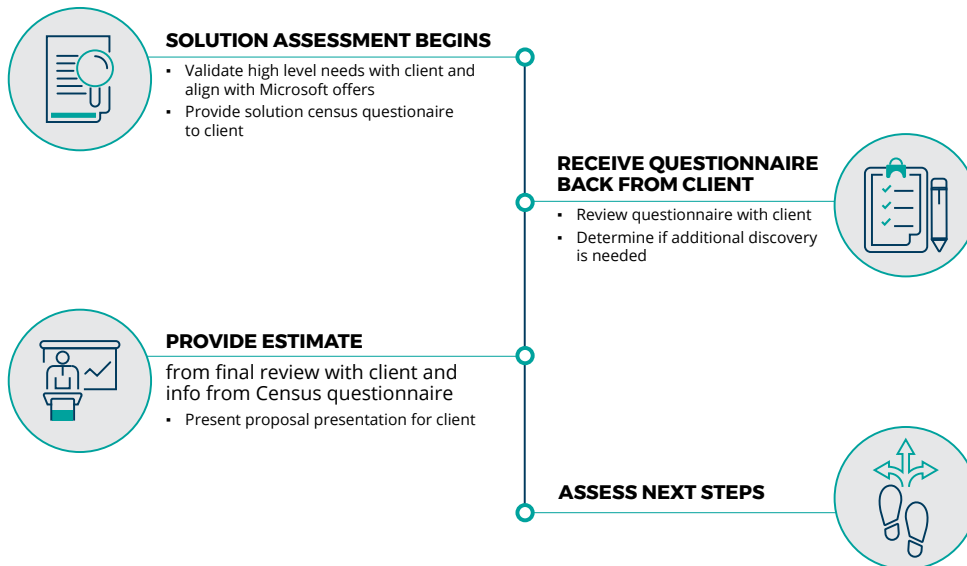 SOLUTION ASSESSMENT BEGINS
▪ Validate high level needs with client and
align with Microsoft offers
▪ Provide solution census questionaire
to client
RECEIVE QUESTIONNAIRE
BACK FROM CLIENT
▪ Review questionnaire with client
▪ Determine if additional discovery
is needed
PROVIDE ESTIMATE
from final review with client and
info from Census questionnaire
▪ Present proposal presentation for client
ASSESS NEXT STEPS